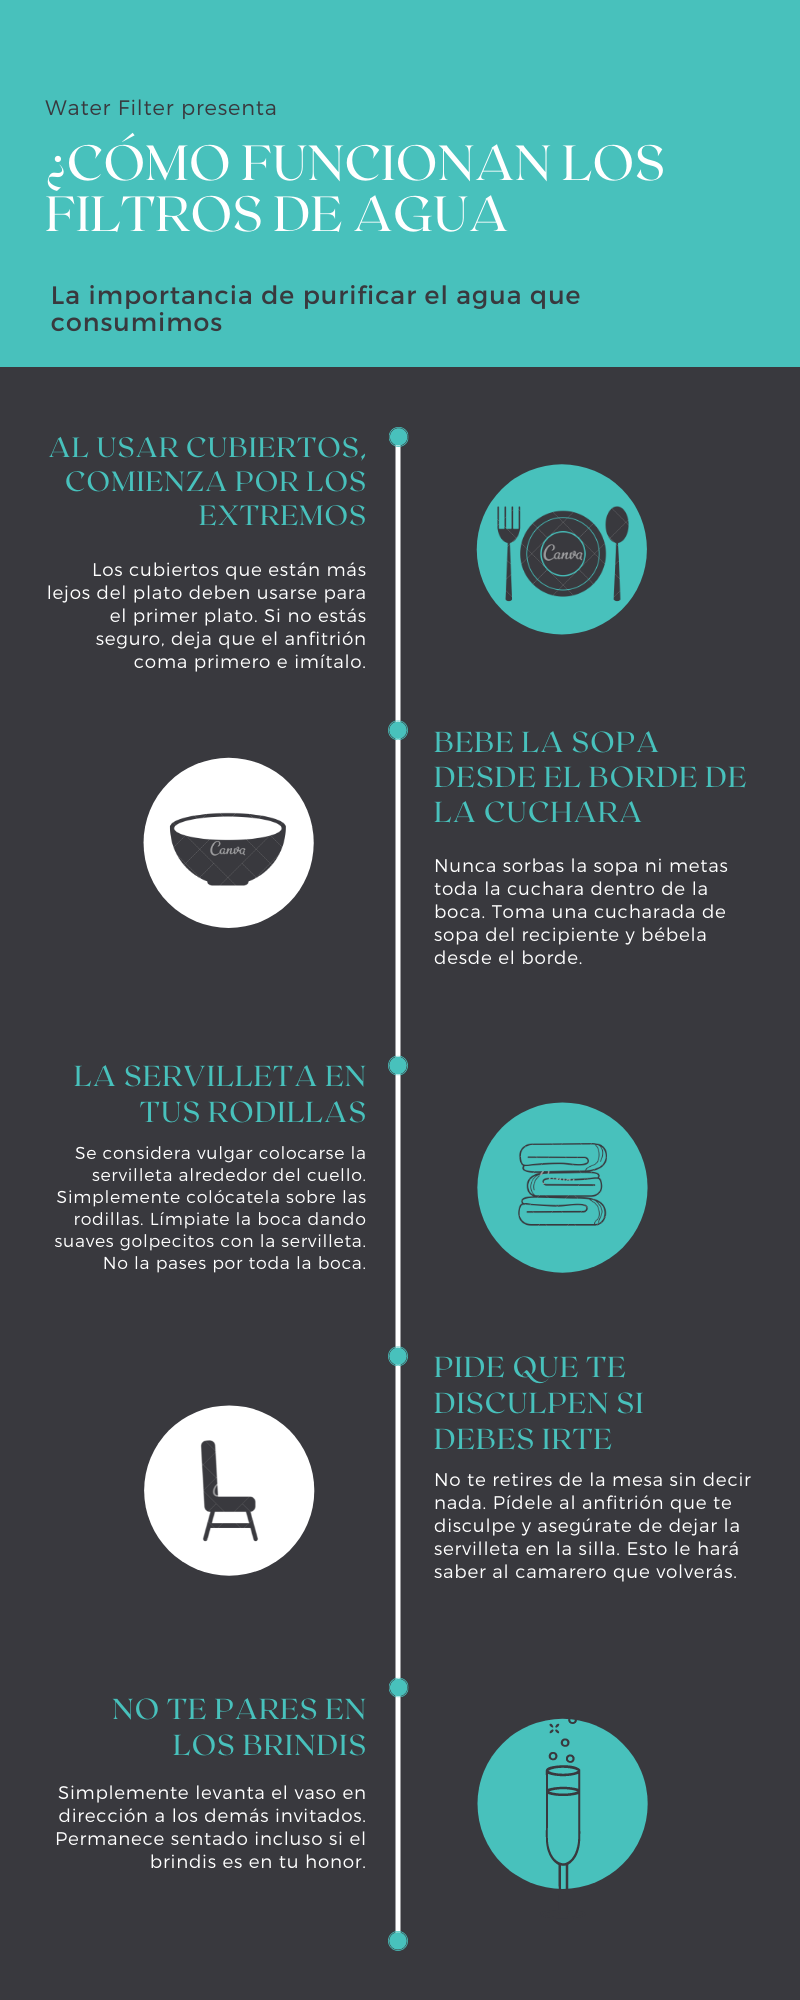 Water Filter presenta
¿CÓMO FUNCIONAN LOS
FILTROS DE AGUA
La importancia de purificar el agua que
consumimos
AL USAR CUBIERTOS,
COMIENZA POR LOS
EXTREMOS
Los cubiertos que están más
lejos del plato deben usarse para
el primer plato. Si no estás
seguro, deja que el anfitrión
coma primero e imítalo.
Canva
BEBE LA SOPA
DESDE EL BORDE DE
LA CUCHARA
Nunca sorbas la sopa ni metas
toda la cuchara dentro de la
boca. Toma una cucharada de
sopa del recipiente y bébela
desde el borde.
Canva
LA SERVILLETA EN
TUS RODILLAS
Se considera vulgar colocarse la
servilleta alrededor del cuello.
Simplemente colócatela sobre las
rodillas. Límpiate la boca dando
suaves golpecitos con la servilleta.
No la pases por toda la boca.
PIDE QUE TE
DISCULPEN SI
DEBES IRTE
No te retires de la mesa sin decir
nada. Pídele al anfitrión que te
disculpe y asegúrate de dejar la
servilleta en la silla. Esto le hará
saber al camarero que volverás.
NO TE PARES EN
LOS BRINDIS
Simplemente levanta el vaso en
dirección a los demás invitados.
Permanece sentado incluso si el
brindis es en tu honor.